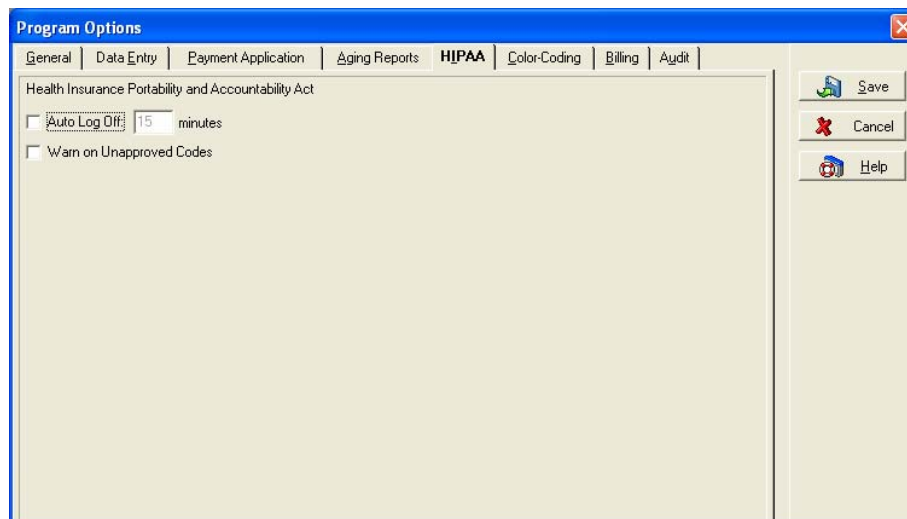 Program Options
General Data Entry Payment Application Aging Reports HIPAA Color-Coding Billing Audit
Health Insurance Portability and Accountability Act
Auto Log Off: 15 minutes
Warn on Unapproved Codes
Save
Cancel
Help